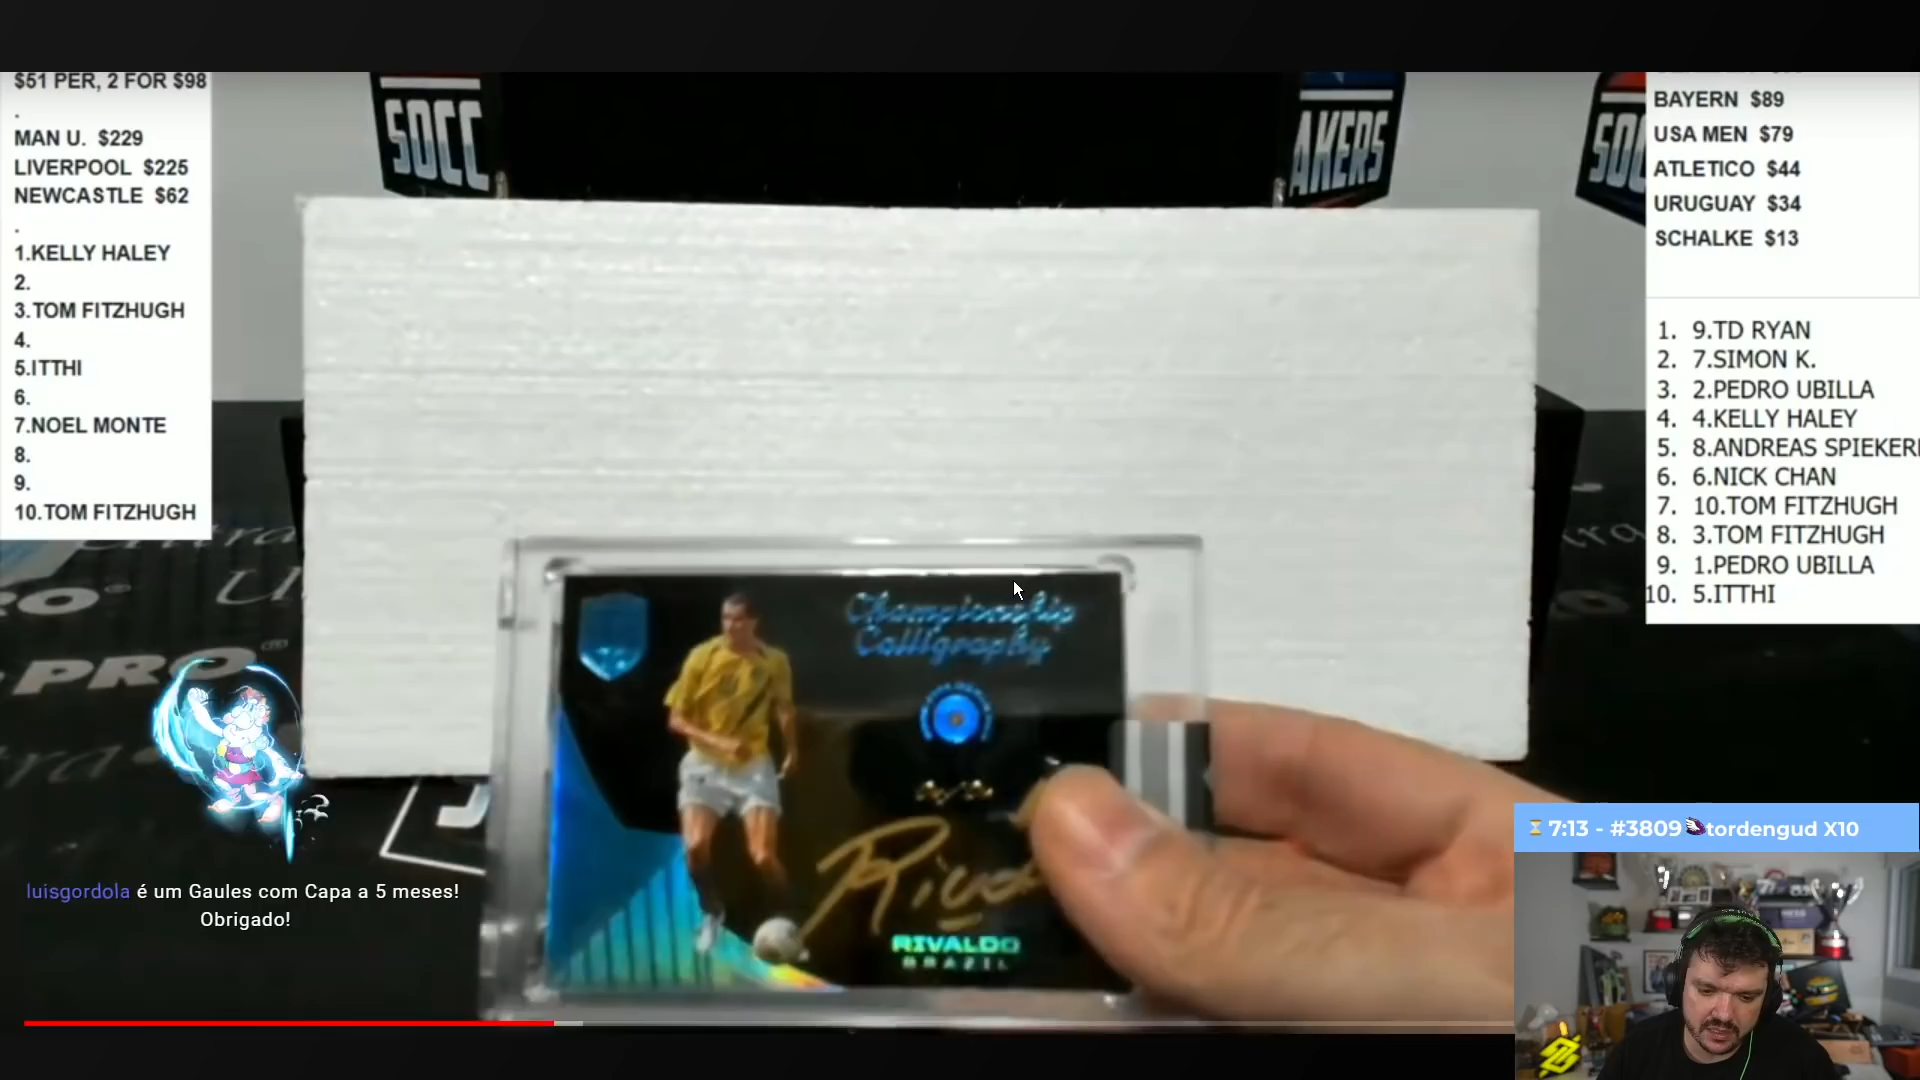 $51 PER, 2 FOR $98
.
MAN U. $229
LIVERPOOL $225
NEWCASTLE $62
.
1.KELLY HALEY
2.
3.TOM FITZHUGH
4.
5.ITTHI
6.
7.NOEL MONTE
8.
9.
10.TOM FITZHUGH
SOCC
AKERS
SOC
BAYERN $89
USA MEN $79
ATLETICO $44
URUGUAY $34
SCHALKE $13
1. 9.TD RYAN
2. 7.SIMON K.
3. 2.PEDRO UBILLA
4. 4.KELLY HALEY
5. 8.ANDREAS SPIEKER
6. 6.NICK CHAN
7. 10.TOM FITZHUGH
8. 3.TOM FITZHUGH
9. 1.PEDRO UBILLA
10. 5.ITTHI
PRO
Championship
Calligraphy
RIVALDO
BRAZIL
luisgordola é um Gaules com Capa a 5 meses!
Obrigado!
7:13 - #3809 tordengud X10